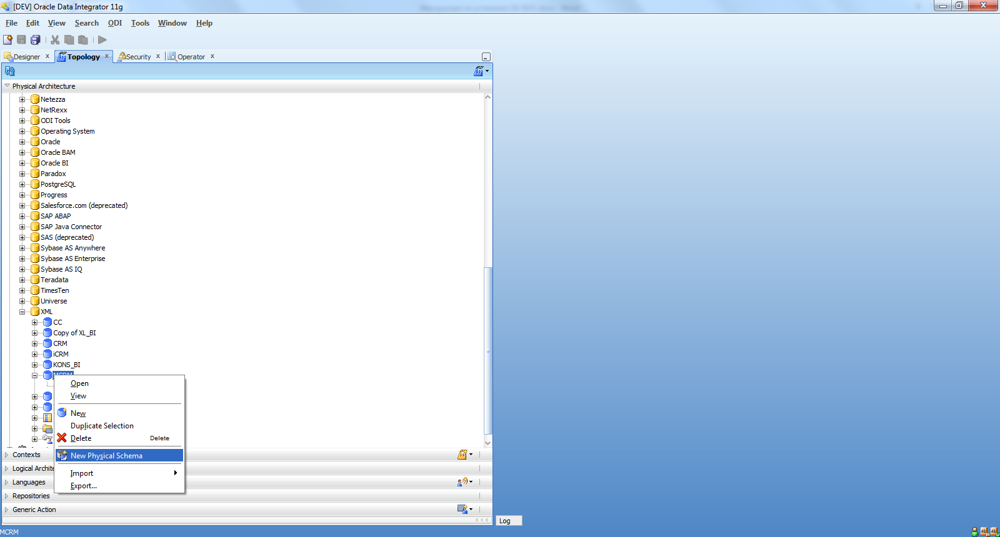 [DEV] Oracle Data Integrator 11g
File Edit View Search ODI Tools Window Help
Designer x Topology x Security x Operator x
Physical Architecture
Netezza
NetRexx
ODI Tools
Operating System
Oracle
Oracle BAM
Oracle BI
Paradox
PostgreSQL
Progress
Salesforce.com (deprecated)
SAP ABAP
SAP Java Connector
SAS (deprecated)
Sybase AS Anywhere
Sybase AS Enterprise
Sybase AS IQ
Teradata
TimesTen
Universe
XML
CC
Copy of XL_BI
CRM
iCRM
KONS_BI
MCRM
Open
View
New
Duplicate Selection
Delete Delete
New Physical Schema
Import
Export...
Contexts
Logical Archite
Languages
Repositories
Generic Action
Log
MCRM